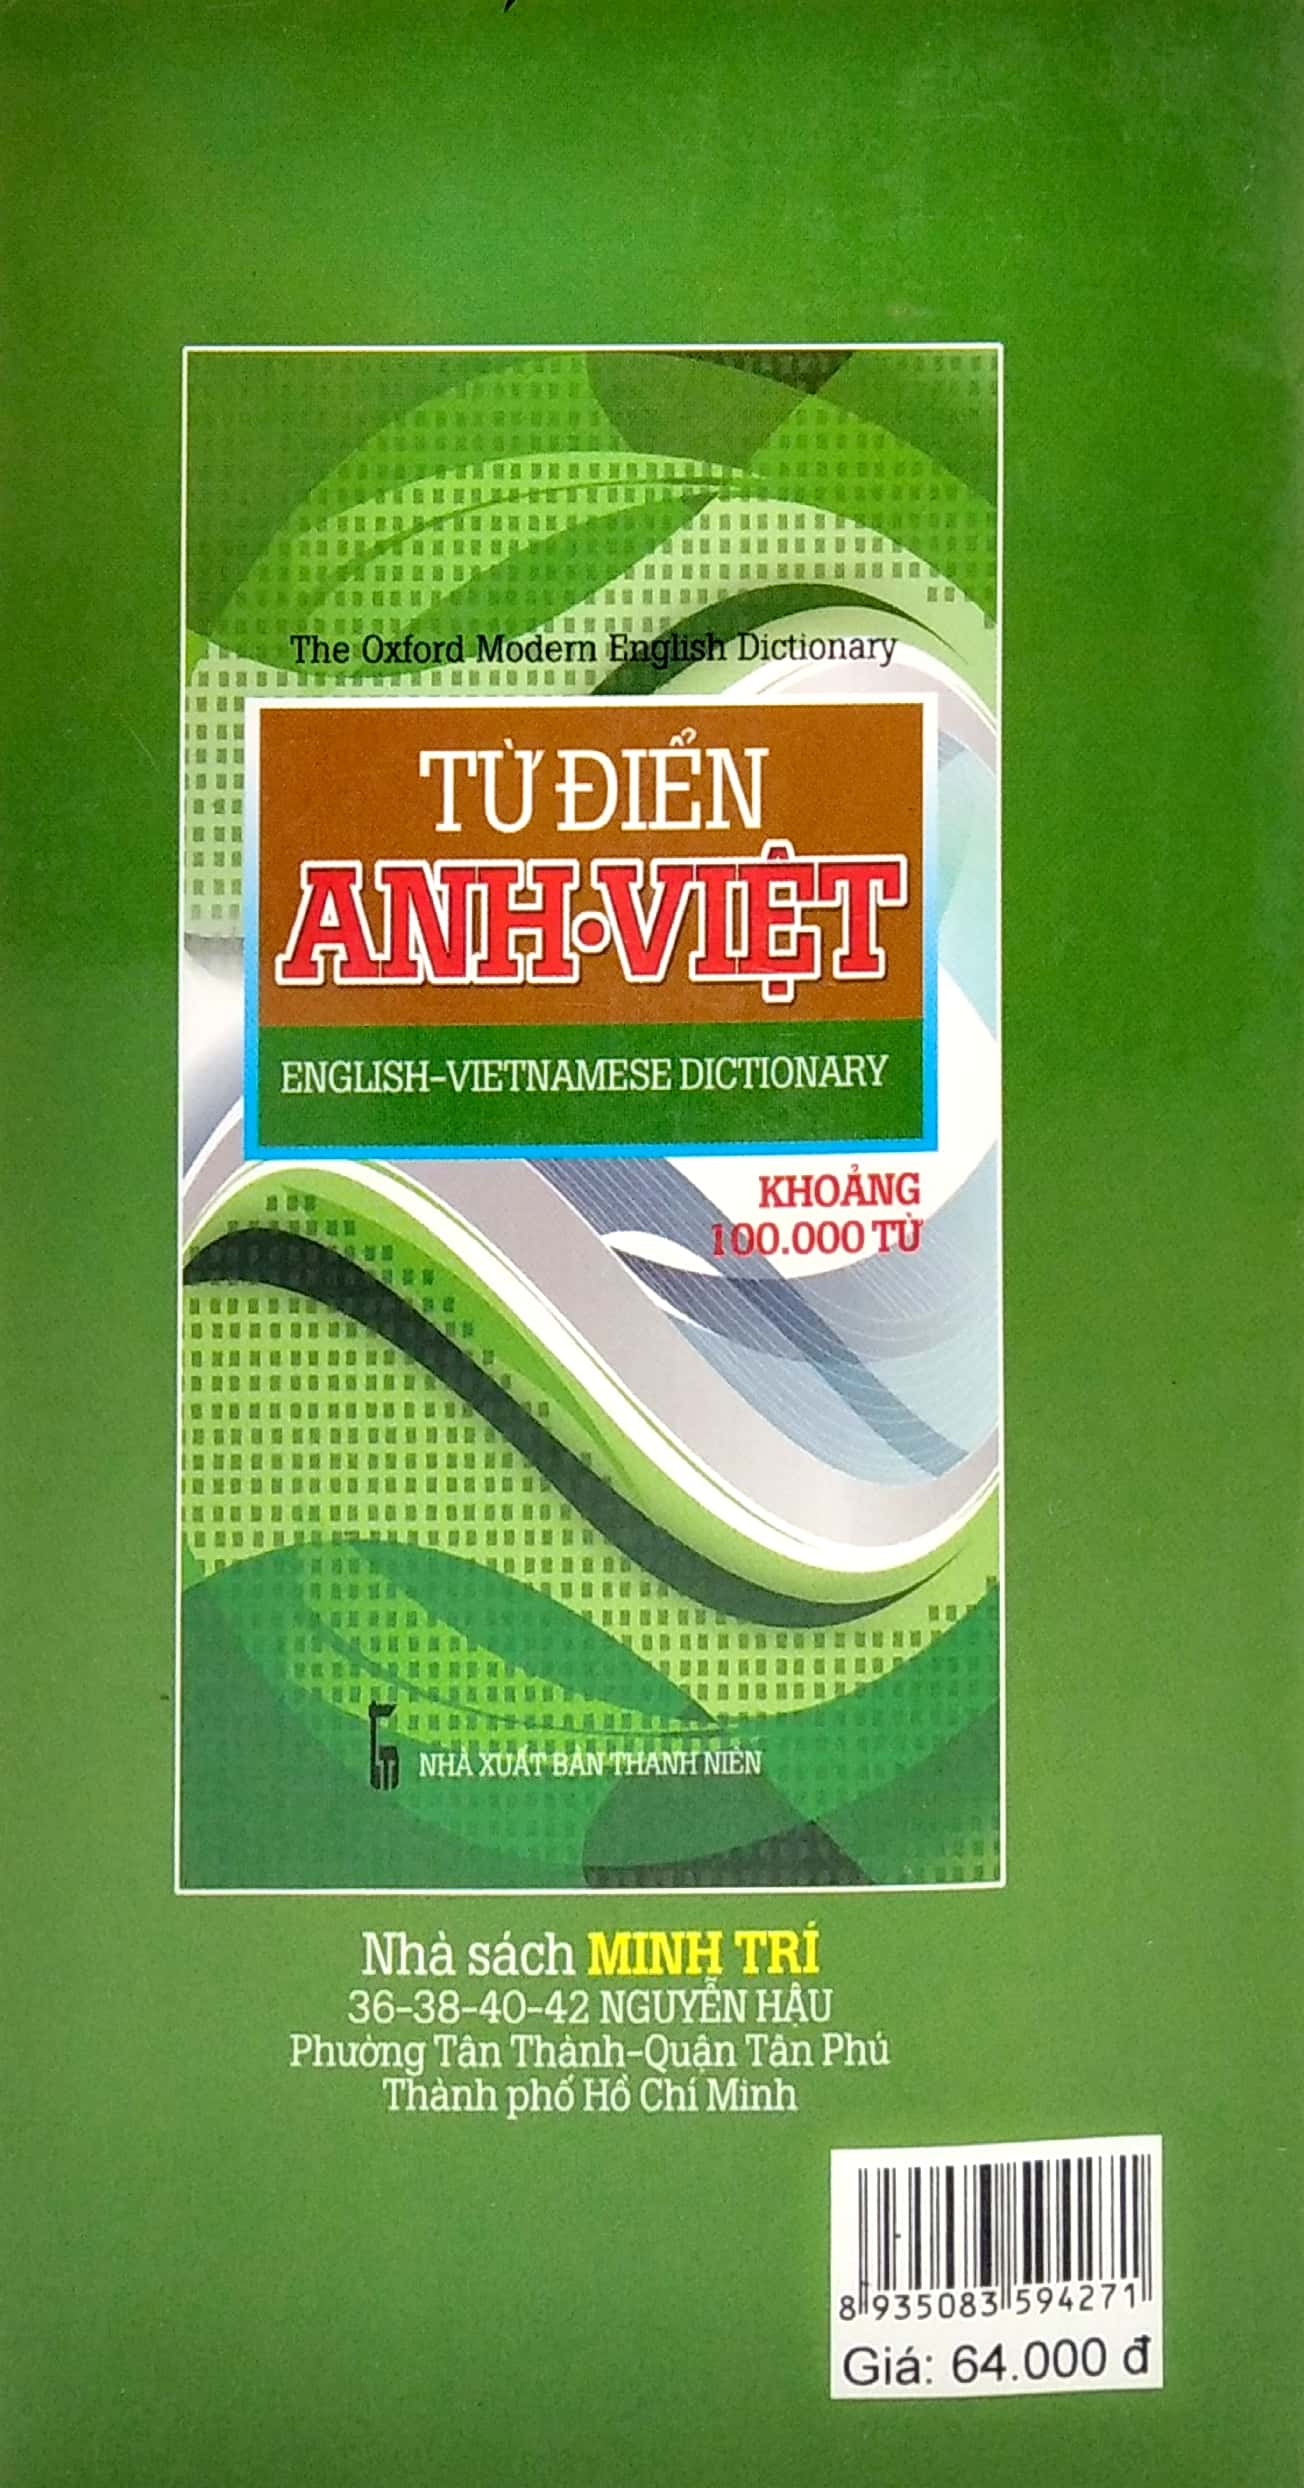 The Oxford Modern English Dictionary
TỪ ĐIỂN
ANH•VIỆT
ENGLISH-VIETNAMESE DICTIONARY
KHOẢNG
100.000 TỪ
NHÀ XUẤT BẢN THANH NIÊN
Nhà sách MINH TRÍ
36-38-40-42 NGUYỄN HẬU
Phường Tân Thành-Quận Tân Phú
Thành phố Hồ Chí Minh
8 935083 594271
Giá: 64.000 đ